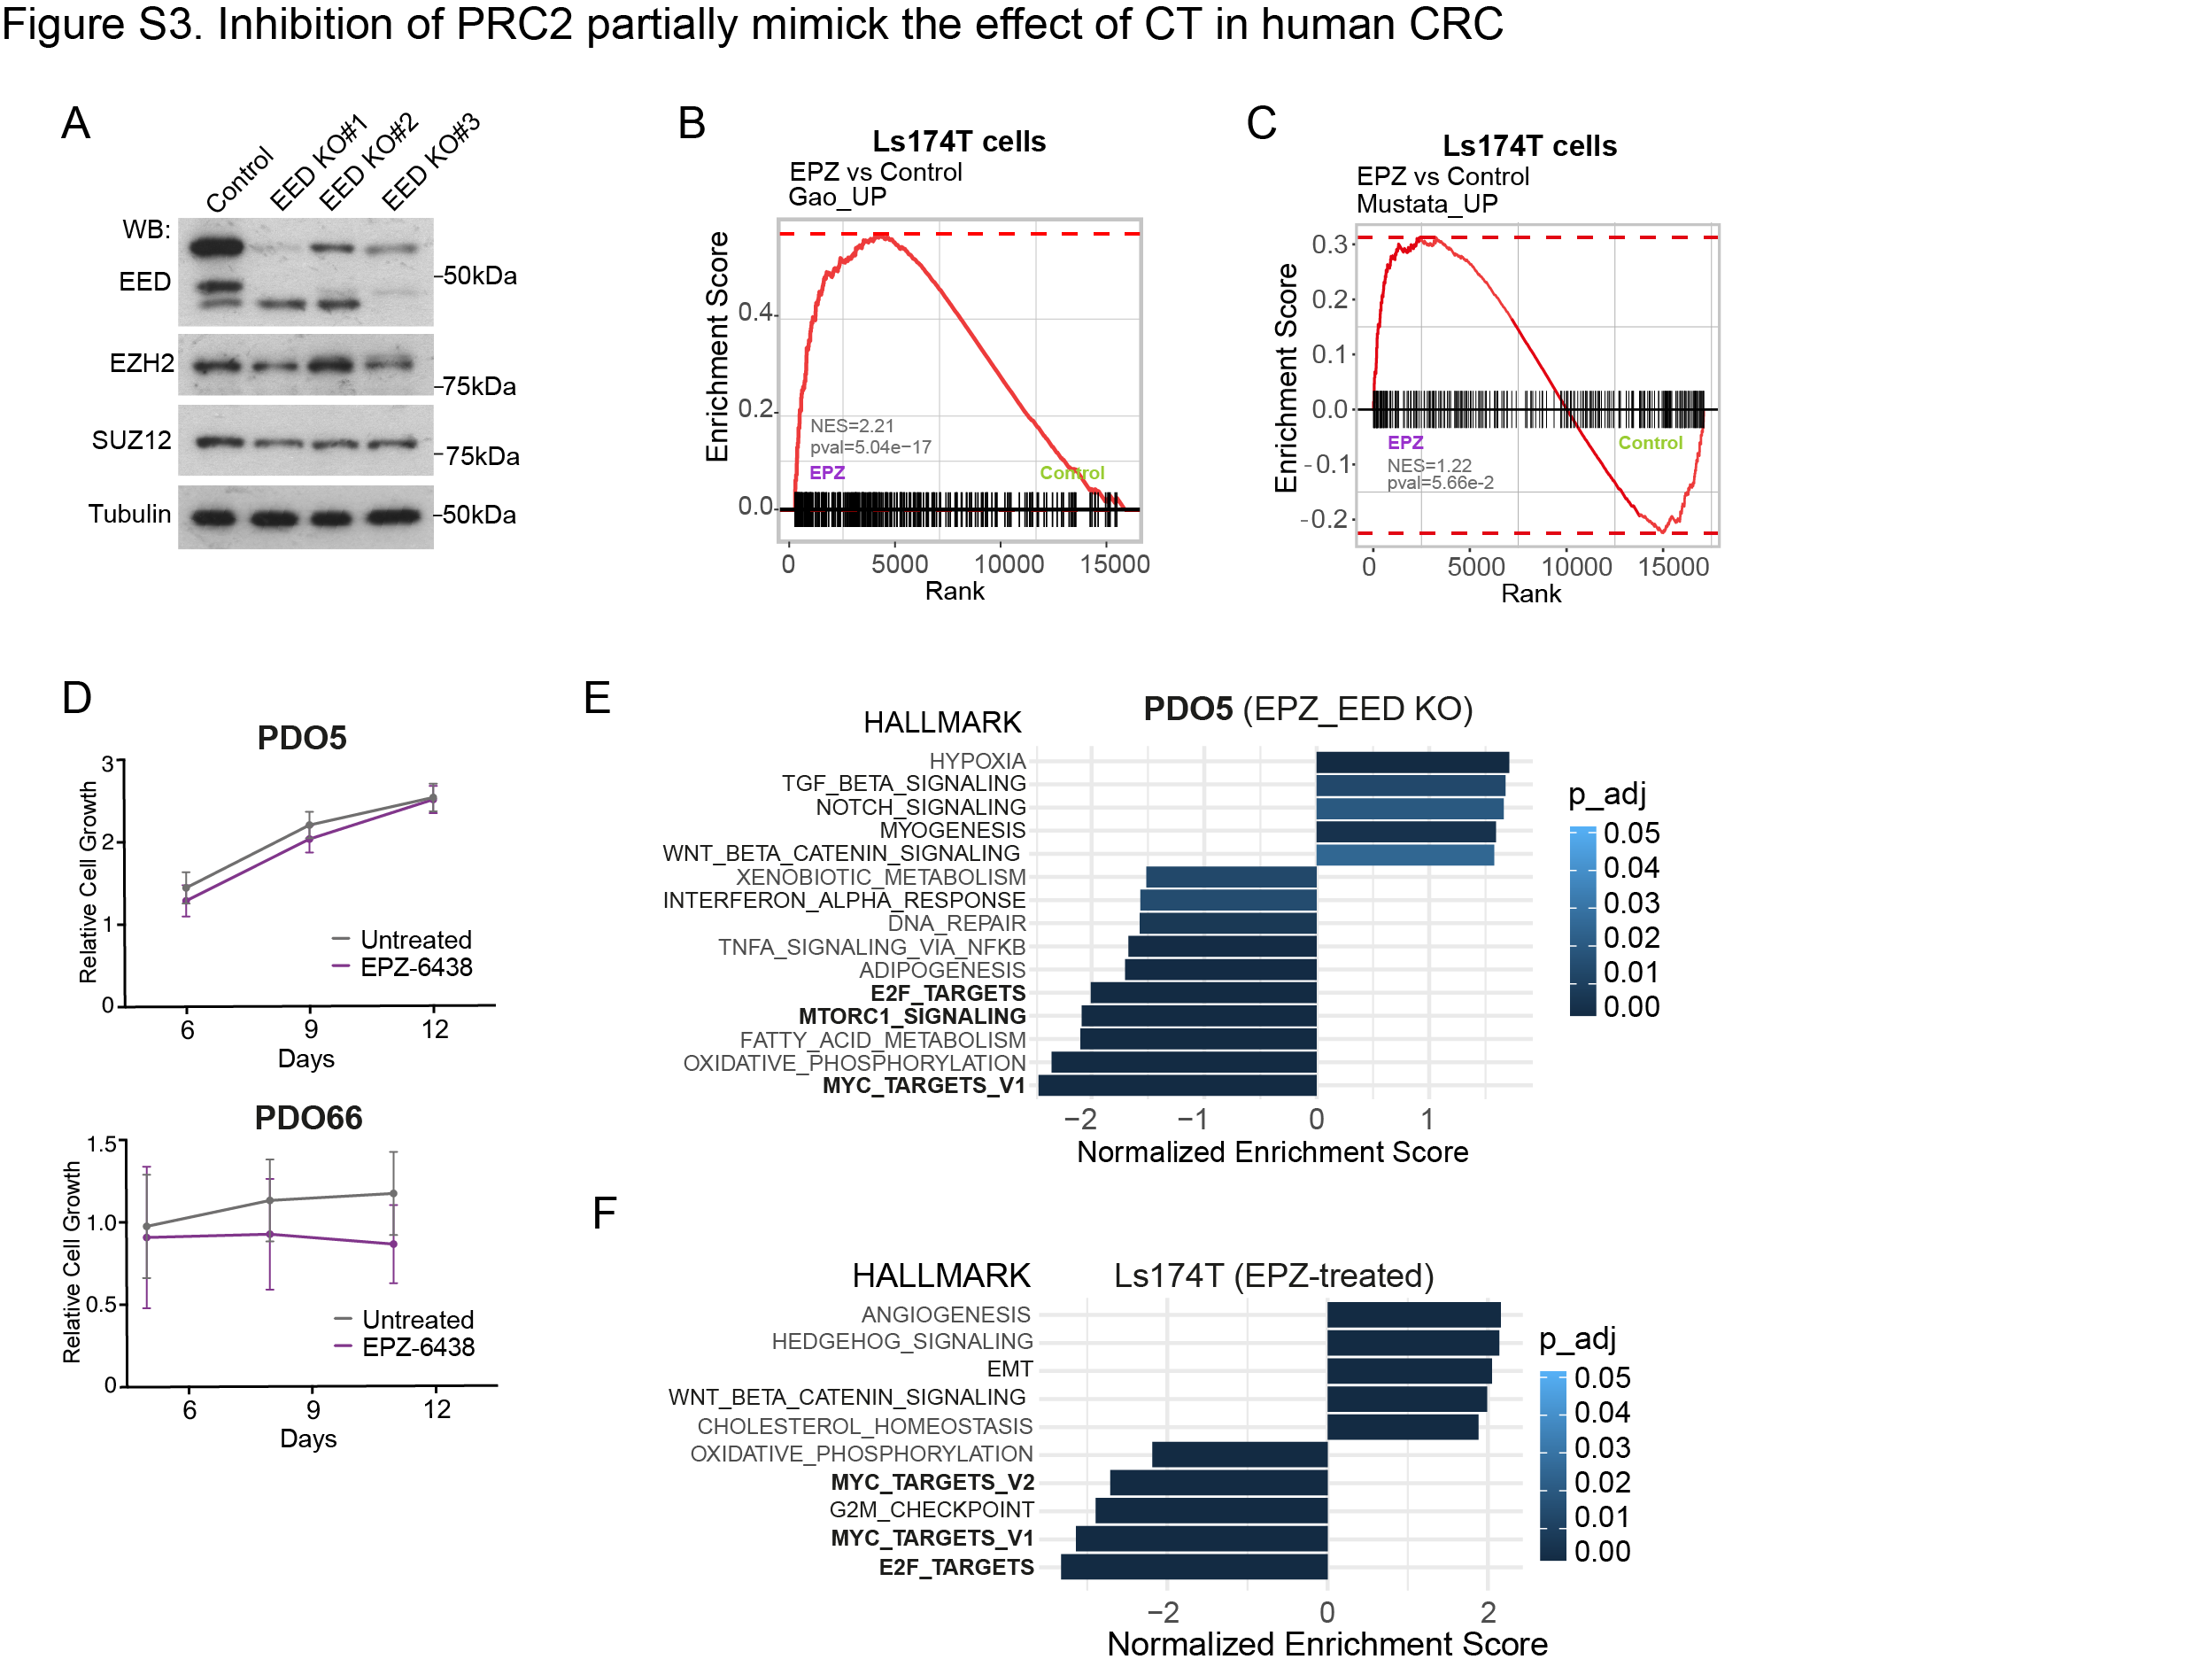 Figure S3. Inhibition of PRC2 partially mimick the effect of CT in human CRC
A
Control
EED KO#1
EED KO#2
EED KO#3
WB:
EED
-50kDa
EZH2
-75kDa
SUZ12
-75kDa
Tubulin
-50kDa
B
Ls174T cells
EPZ vs Control
Gao_UP
Enrichment Score
0.4
0.2
0.0
NES=2.21
pval=5.04e−17
EPZ
Control
0
5000
10000
15000
Rank
C
Ls174T cells
EPZ vs Control
Mustata_UP
Enrichment Score
0.3
0.2
0.1
0.0
-0.1
-0.2
EPZ
Control
NES=1.22
pval=5.66e-2
0
5000
10000
15000
Rank
D
PDO5
Relative Cell Growth
3
2
1
0
Untreated
EPZ-6438
6
9
12
Days
PDO66
Relative Cell Growth
1.5
1.0
0.5
0
Untreated
EPZ-6438
6
9
12
Days
E
HALLMARK
PDO5 (EPZ_EED KO)
HYPOXIA
TGF_BETA_SIGNALING
NOTCH_SIGNALING
MYOGENESIS
WNT_BETA_CATENIN_SIGNALING
XENOBIOTIC_METABOLISM
INTERFERON_ALPHA_RESPONSE
DNA_REPAIR
TNFA_SIGNALING_VIA_NFKB
ADIPOGENESIS
E2F_TARGETS
MTORC1_SIGNALING
FATTY_ACID_METABOLISM
OXIDATIVE_PHOSPHORYLATION
MYC_TARGETS_V1
−2
−1
0
1
Normalized Enrichment Score
p_adj
0.05
0.04
0.03
0.02
0.01
0.00
F
HALLMARK
Ls174T (EPZ-treated)
ANGIOGENESIS
HEDGEHOG_SIGNALING
EMT
WNT_BETA_CATENIN_SIGNALING
CHOLESTEROL_HOMEOSTASIS
OXIDATIVE_PHOSPHORYLATION
MYC_TARGETS_V2
G2M_CHECKPOINT
MYC_TARGETS_V1
E2F_TARGETS
−2
0
2
Normalized Enrichment Score
p_adj
0.05
0.04
0.03
0.02
0.01
0.00